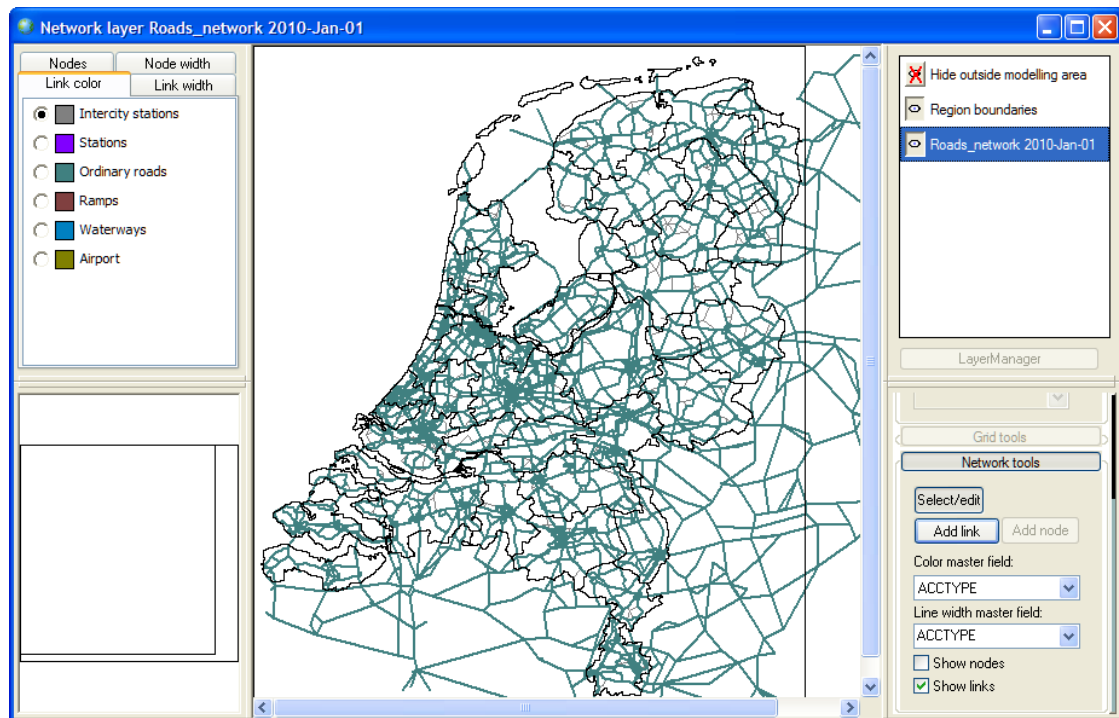 Network layer Roads_network 2010-Jan-01
Nodes
Node width
Link color
Link width
Intercity stations
Stations
Ordinary roads
Ramps
Waterways
Airport
Hide outside modelling area
Region boundaries
Roads_network 2010-Jan-01
LayerManager
Grid tools
Network tools
Select/edit
Add link
Add node
Color master field:
ACCTYPE
Line width master field:
ACCTYPE
Show nodes
Show links